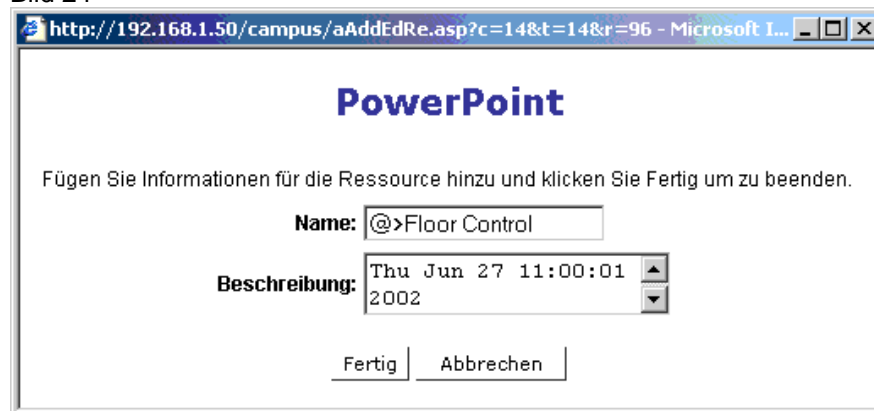 http://192.168.1.50/campus/aAddEdRe.asp?c=14&t=14&r=96 - Microsoft I...
PowerPoint
Fügen Sie Informationen für die Ressource hinzu und klicken Sie Fertig um zu beenden.
Name: @>Floor Control
Beschreibung: Thu Jun 27 11:00:01
2002
Fertig Abbrechen